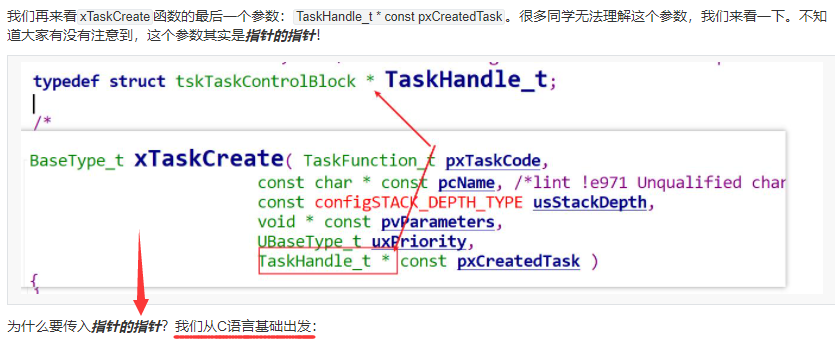 我们再来看 xTaskCreate 函数的最后一个参数：TaskHandle_t * const pxCreatedTask。很多同学无法理解这个参数，我们来看一下。不知
道大家有没有注意到，这个参数其实是指针的指针！
typedef struct tskTaskControlBlock * TaskHandle_t;
/*
BaseType_t xTaskCreate( TaskFunction_t pxTaskCode,
const char * const pcName, /*lint !e971 Unqualified char
const configSTACK_DEPTH_TYPE usStackDepth,
void * const pvParameters,
UBaseType_t uxPriority,
TaskHandle_t * const pxCreatedTask )
{
为什么要传入指针的指针？我们从C语言基础出发：